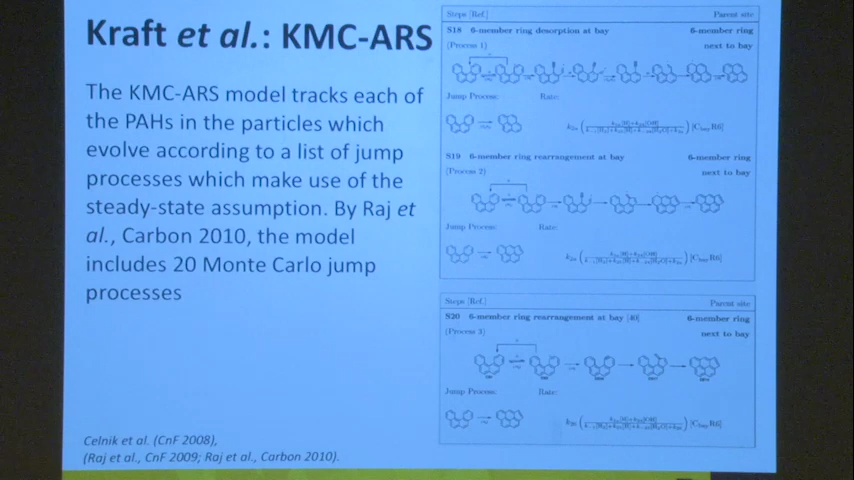 Kraft et al.: KMC-ARS
The KMC-ARS model tracks each of
the PAHs in the particles which
evolve according to a list of jump
processes which make use of the
steady-state assumption. By Raj et
al., Carbon 2010, the model
includes 20 Monte Carlo jump
processes
Celnik et al. (CnF 2008),
(Raj et al., CnF 2009; Raj et al., Carbon 2010).
Steps [Ref.] Parent site
S18 6-member ring desorption at bay 6-member ring
(Process 1) next to bay
Jump Process: Rate:
S19 6-member ring rearrangement at bay 6-member ring
(Process 2) next to bay
Jump Process: Rate:
Steps [Ref.] Parent site
S20 6-member ring rearrangement at bay 6-member ring
(Process 3) next to bay
Jump Process: Rate: